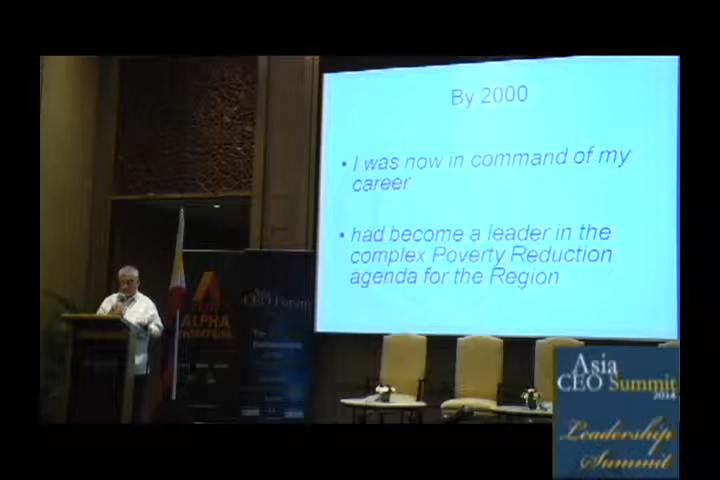 By 2000
• I was now in command of my
career
• had become a leader in the
complex Poverty Reduction
agenda for the Region
Asia
CEO Forum
ALPHA
The
Asia
CEO Summit
2014
Leadership
Summit